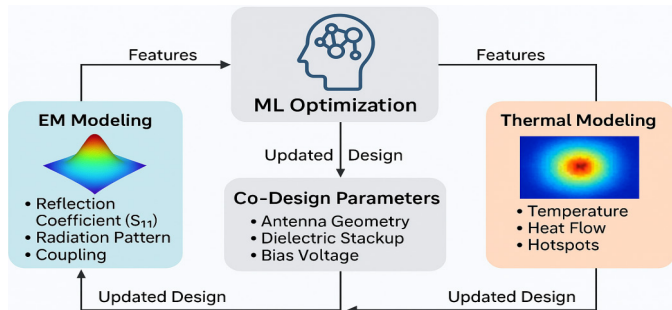 Features
Features
ML Optimization
EM Modeling
• Reflection
Coefficient (S₁₁)
• Radiation Pattern
• Coupling
Updated Design
Co-Design Parameters
• Antenna Geometry
• Dielectric Stackup
• Bias Voltage
Thermal Modeling
• Temperature
• Heat Flow
• Hotspots
Updated Design
Updated Design